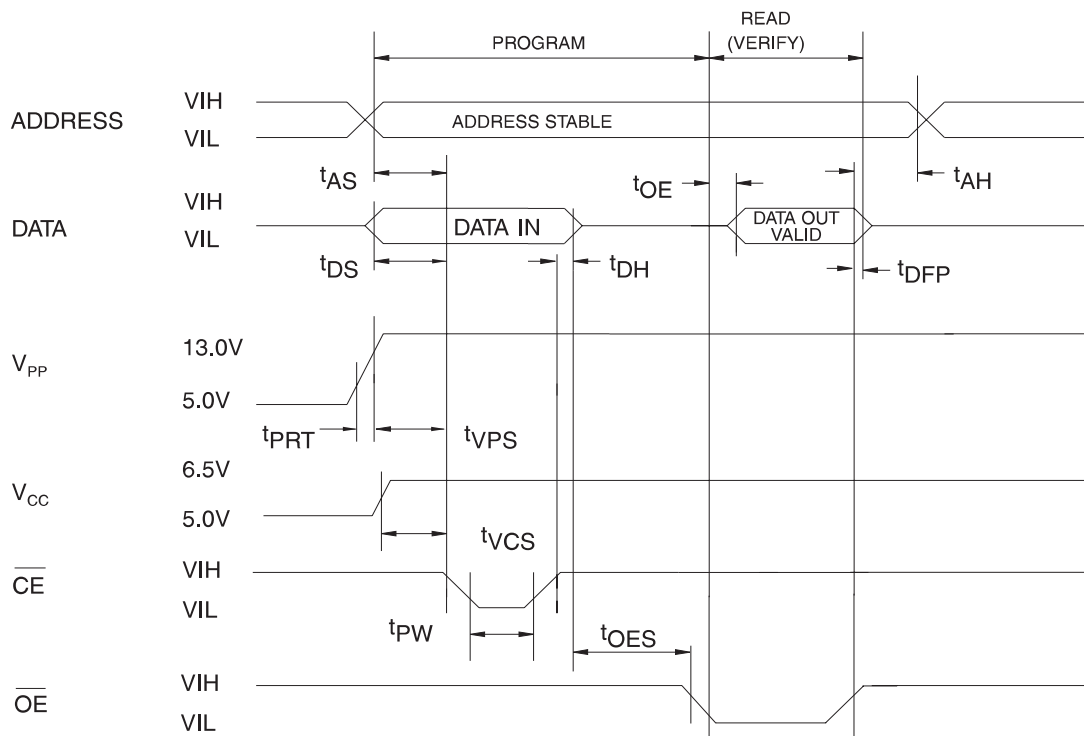 READ
PROGRAM (VERIFY)
ADDRESS VIH
VIL ADDRESS STABLE
tAS tOE tAH
DATA VIH
VIL DATA IN DATA OUT
VALID
tDS tDH tDFP
VPP 13.0V
5.0V
tPRT tVPS
VCC 6.5V
5.0V
tVCS
CE VIH
VIL
tPW tOES
OE VIH
VIL